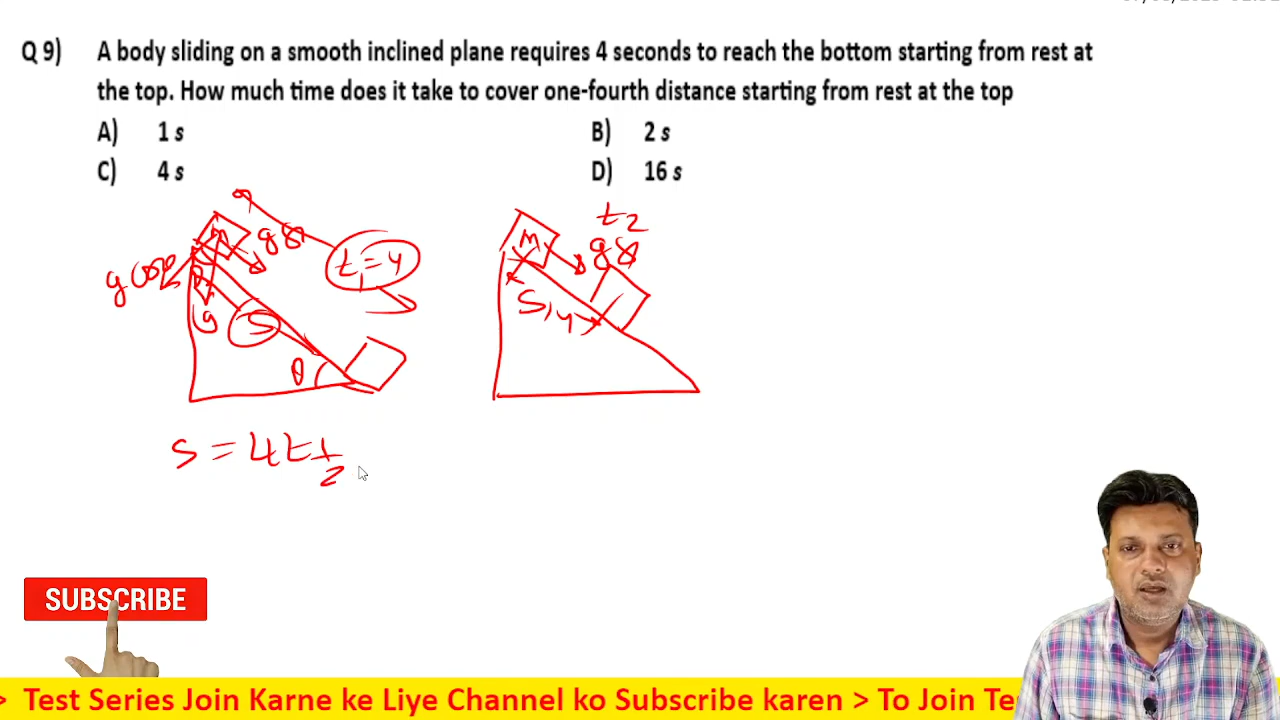 Q 9) A body sliding on a smooth inclined plane requires 4 seconds to reach the bottom starting from rest at
the top. How much time does it take to cover one-fourth distance starting from rest at the top
A) 1 s B) 2 s
C) 4 s D) 16 s
t₂
M
t₁ = 4
g cos
M
g
S
S/4
θ
s = 4t + 1/2
SUBSCRIBE
> Test Series Join Karne ke Liye Channel ko Subscribe karen > To Join Te